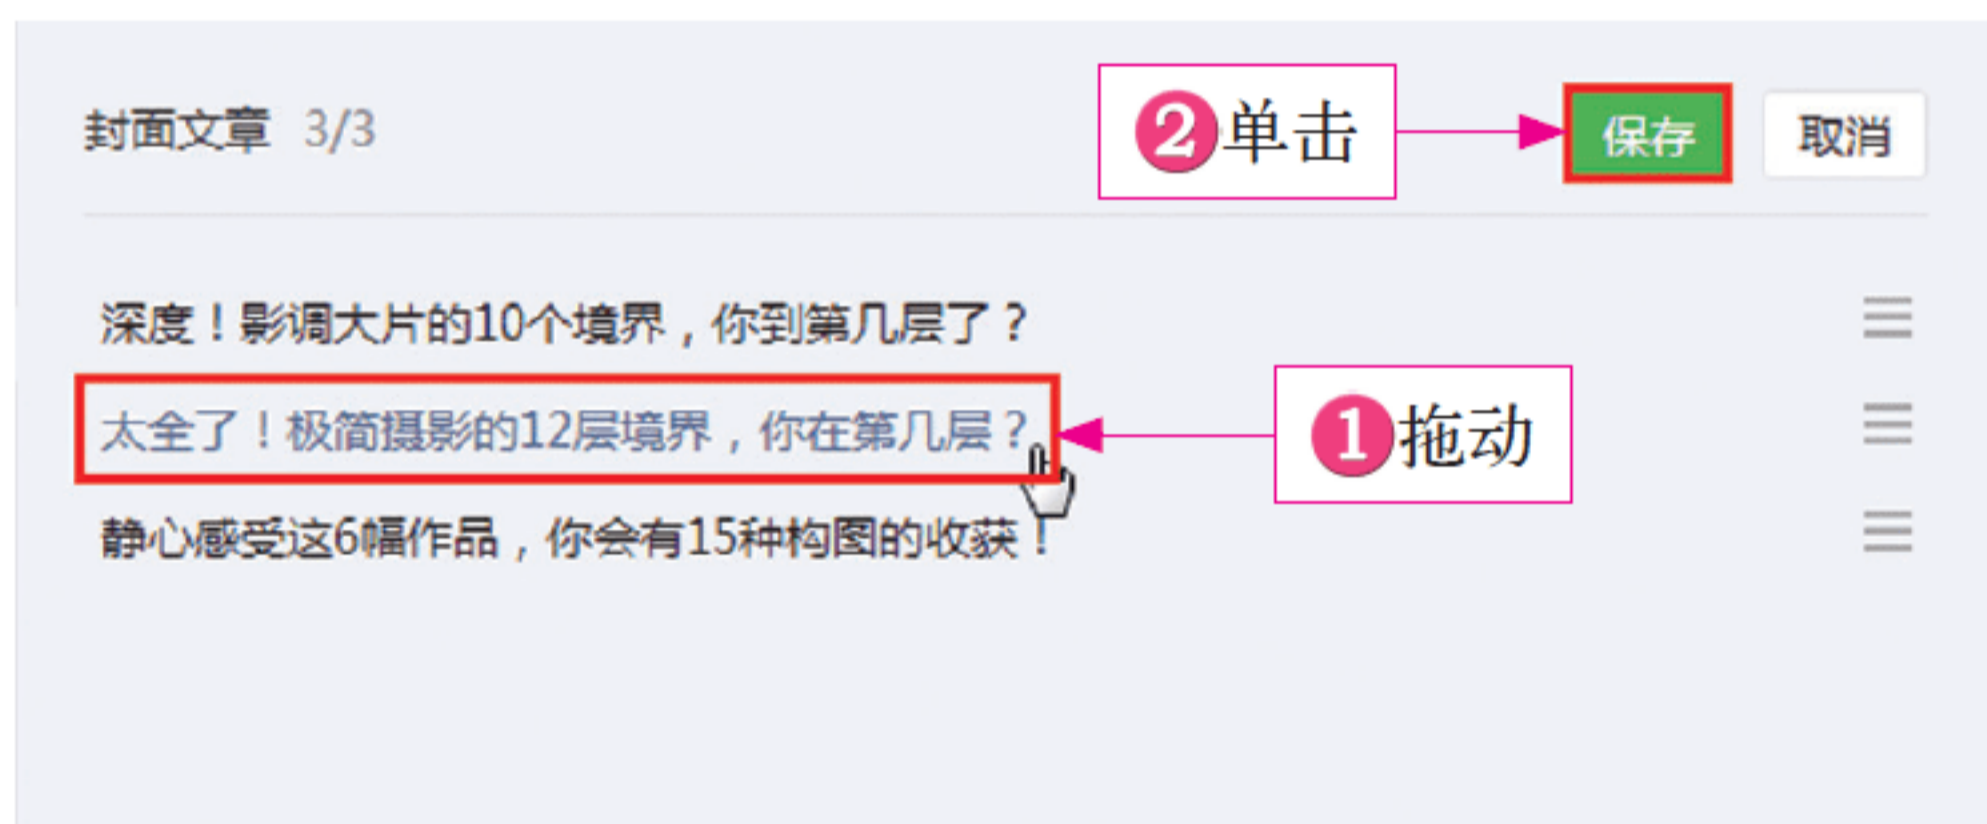 封面文章 3/3
❷单击
保存
取消
深度！影调大片的10个境界，你到第几层了？
太全了！极简摄影的12层境界，你在第几层？
❶拖动
静心感受这6幅作品，你会有15种构图的收获！